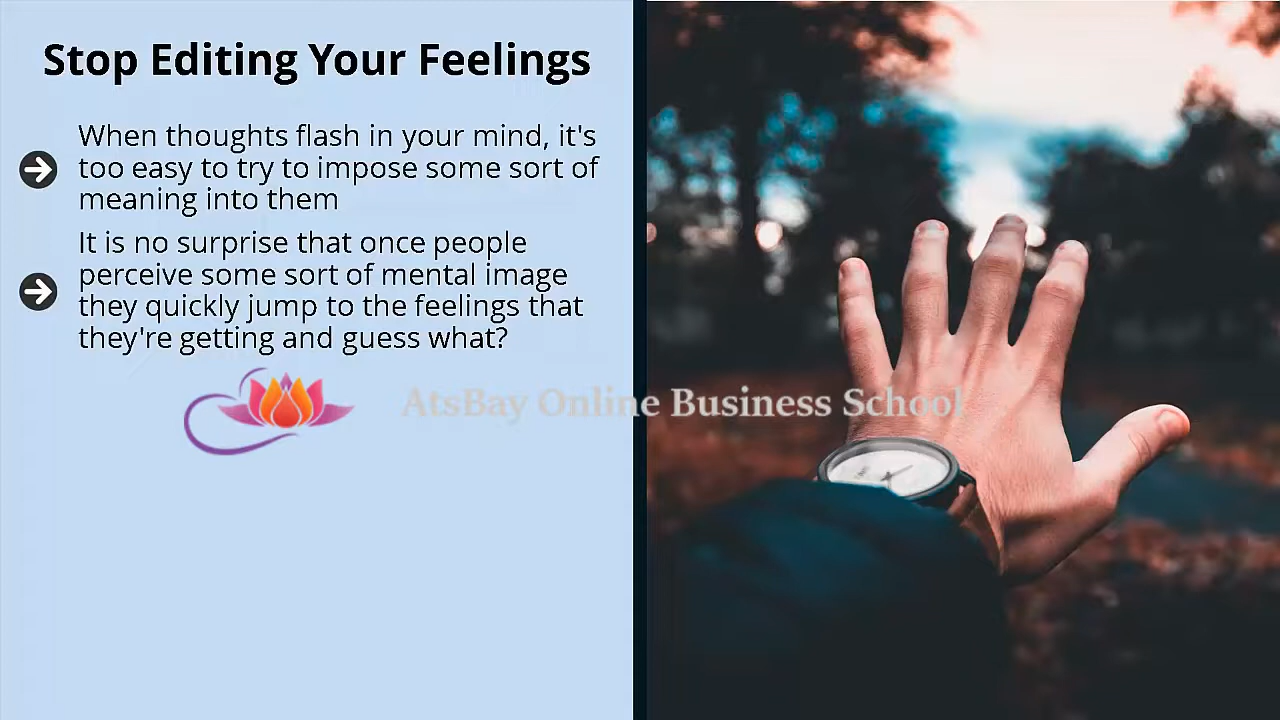 Stop Editing Your Feelings
When thoughts flash in your mind, it's
too easy to try to impose some sort of
meaning into them
It is no surprise that once people
perceive some sort of mental image
they quickly jump to the feelings that
they're getting and guess what?
AtsBay Online Business School